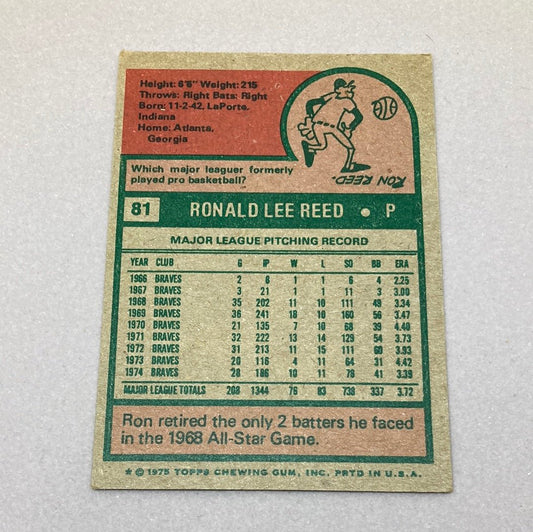 Height: 6'6" Weight: 215
Throws: Right Bats: Right
Born: 11-2-42, LaPorte,
Indiana
Home: Atlanta,
Georgia
Which major leaguer formerly
played pro basketball?
RON REED.
81 RONALD LEE REED • P
MAJOR LEAGUE PITCHING RECORD
YEAR CLUB G IP W L SO BB ERA
1966 BRAVES 2 8 1 1 6 4 2.25
1967 BRAVES 3 21 1 1 11 3 3.00
1968 BRAVES 35 202 11 10 111 49 3.34
1969 BRAVES 36 241 18 10 160 56 3.47
1970 BRAVES 21 135 7 10 68 39 4.40
1971 BRAVES 32 222 13 14 129 54 3.73
1972 BRAVES 31 213 11 15 111 60 3.93
1973 BRAVES 20 116 4 11 64 31 4.42
1974 BRAVES 28 186 10 11 78 41 3.39
MAJOR LEAGUE TOTALS 208 1344 76 83 738 337 3.72
Ron retired the only 2 batters he faced
in the 1968 All-Star Game.
★ © 1975 TOPPS CHEWING GUM, INC. PRTD IN U.S.A.